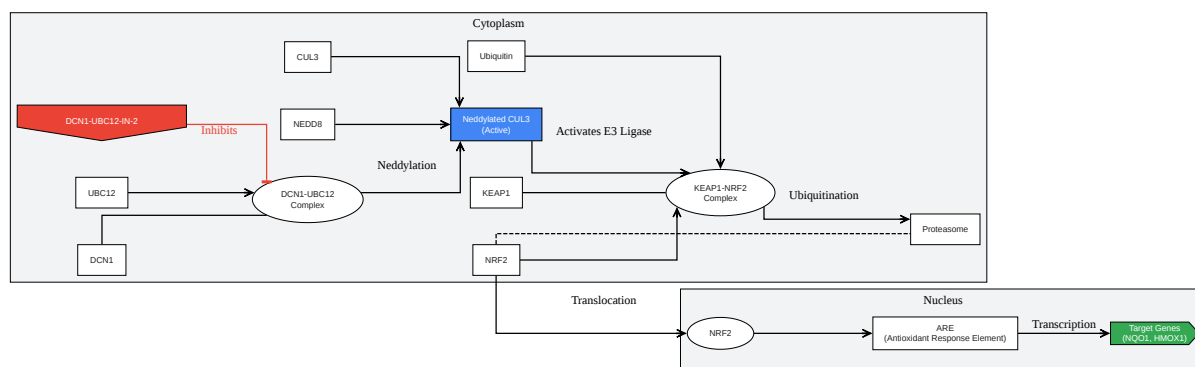 Cytoplasm
CUL3
Ubiquitin
DCN1-UBC12-IN-2
Inhibits
NEDD8
Neddylated CUL3
(Active)
Activates E3 Ligase
Neddylation
UBC12
DCN1-UBC12
Complex
KEAP1
KEAP1-NRF2
Complex
Ubiquitination
Proteasome
DCN1
NRF2
Translocation
Nucleus
NRF2
ARE
(Antioxidant Response Element)
Transcription
Target Genes
(NQO1, HMOX1)